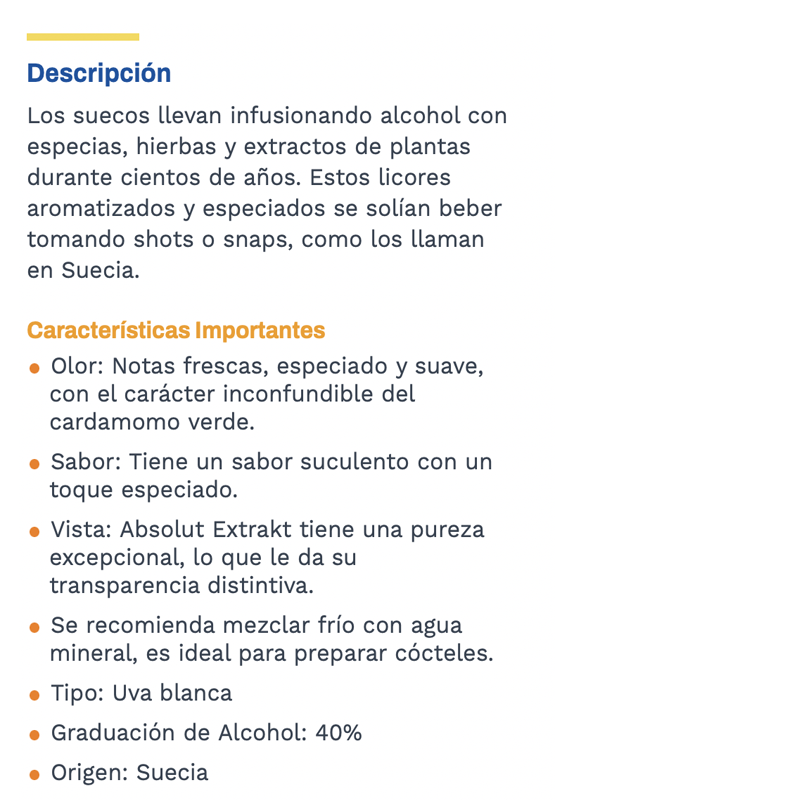 Descripción
Los suecos llevan infusionando alcohol con
especias, hierbas y extractos de plantas
durante cientos de años. Estos licores
aromatizados y especiados se solían beber
tomando shots o snaps, como los llaman
en Suecia.
Características Importantes
• Olor: Notas frescas, especiado y suave,
con el carácter inconfundible del
cardamomo verde.
• Sabor: Tiene un sabor suculento con un
toque especiado.
• Vista: Absolut Extrakt tiene una pureza
excepcional, lo que le da su
transparencia distintiva.
• Se recomienda mezclar frío con agua
mineral, es ideal para preparar cócteles.
• Tipo: Uva blanca
• Graduación de Alcohol: 40%
• Origen: Suecia